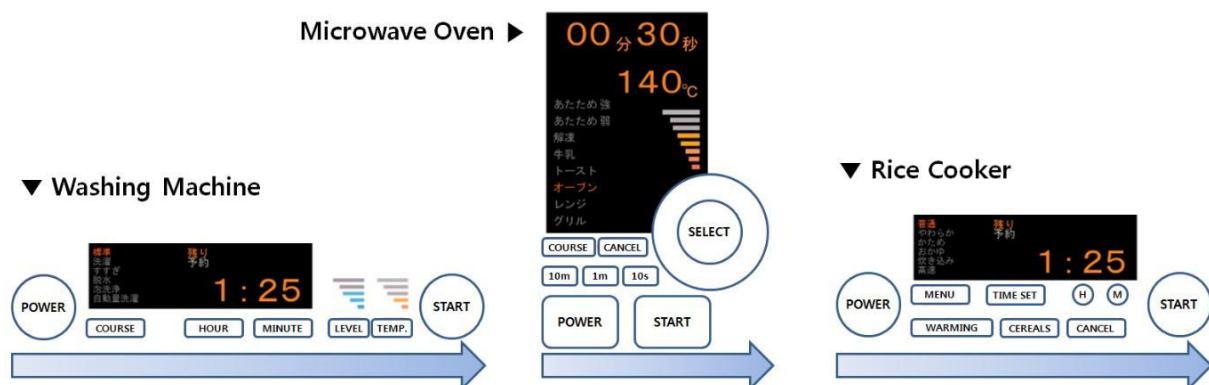 Microwave Oven ▶
00分30秒
140℃
あたため 強
あたため 弱
解凍
牛乳
トースト
オーブン
レンジ
グリル
SELECT
COURSE CANCEL
10m 1m 10s
POWER START
▼ Washing Machine
標準 残り
洗濯 予約
すすぎ
脱水
泡洗浄
自動量洗濯
1:25
POWER
COURSE HOUR MINUTE LEVEL TEMP.
START
▼ Rice Cooker
普通 残り
やわらか 予約
かため
おかゆ
炊き込み
高速
1:25
POWER
MENU TIME SET H M
WARMING CEREALS CANCEL
START